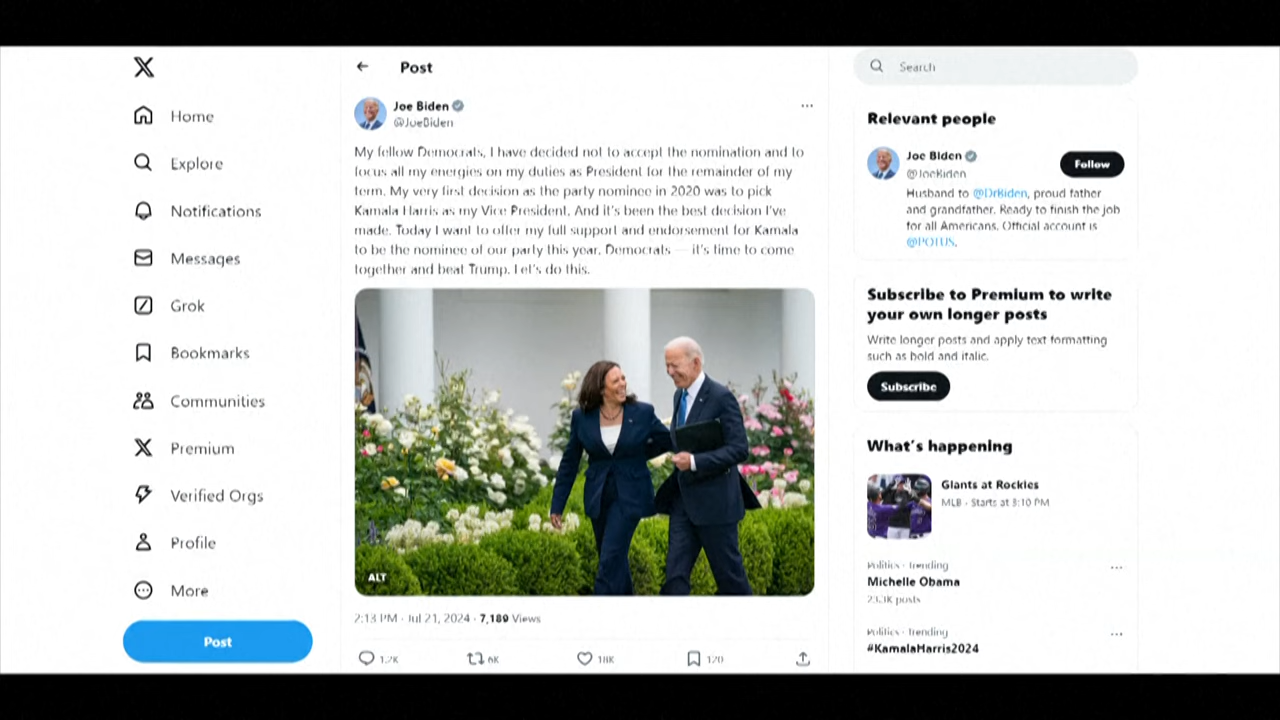 Home
Explore
Notifications
Messages
Grok
Bookmarks
Communities
Premium
Verified Orgs
Profile
More
Post
Post
Joe Biden
@JoeBiden
My fellow Democrats, I have decided not to accept the nomination and to
focus all my energies on my duties as President for the remainder of my
term. My very first decision as the party nominee in 2020 was to pick
Kamala Harris as my Vice President. And it's been the best decision I've
made. Today I want to offer my full support and endorsement for Kamala
to be the nominee of our party this year. Democrats — it's time to come
together and beat Trump. Let's do this.
ALT
2:13 PM · Jul 21, 2024 · 7,189 Views
1.2K 6K 18K 120
Search
Relevant people
Joe Biden
@JoeBiden
Follow
Husband to @DrBiden, proud father
and grandfather. Ready to finish the job
for all Americans. Official account is
@POTUS.
Subscribe to Premium to write
your own longer posts
Write longer posts and apply text formatting
such as bold and italic.
Subscribe
What's happening
Giants at Rockies
MLB · Starts at 3:10 PM
Politics · Trending
Michelle Obama
posts
Politics · Trending
#KamalaHarris2024